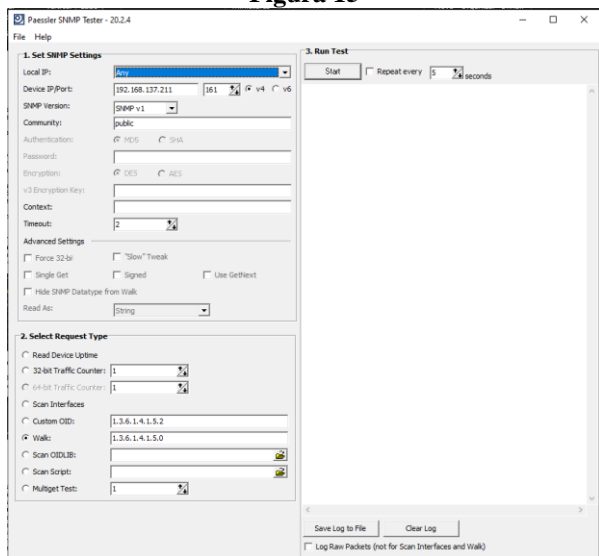 Figura 15
Paessler SNMP Tester - 20.2.4
File Help
1. Set SNMP Settings
Local IP: Any
Device IP/Port: 192.168.137.211 161 v4 v6
SNMP Version: SNMP v1
Community: public
Authentication: MD5 SHA
Password:
Encryption: DES AES
v3 Encryption Key:
Context:
Timeout: 2
Advanced Settings
Force 32-bi "Slow" Tweak
Single Get Signed Use GetNext
Hide SNMP Datatype from Walk
Read As: String
2. Select Request Type
Read Device Uptime
32-bit Traffic Counter: 1
64-bit Traffic Counter: 1
Scan Interfaces
Custom OID: 1.3.6.1.4.1.5.2
Walk: 1.3.6.1.4.1.5.0
Scan OIDLIB:
Scan Script:
Multiget Test: 1
3. Run Test
Start Repeat every 5 seconds
Save Log to File Clear Log
Log Raw Packets (not for Scan Interfaces and Walk)